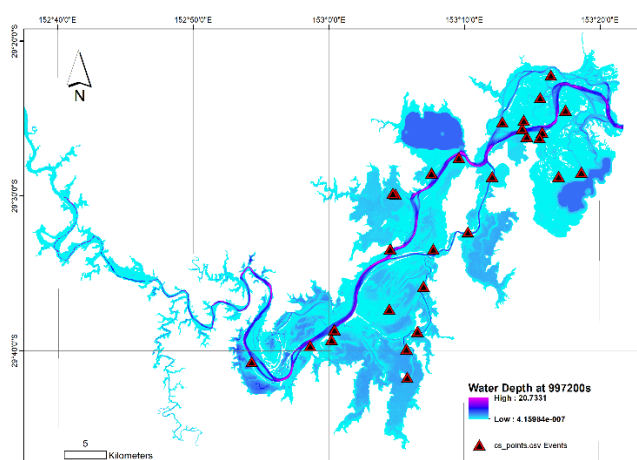 152°40'0"E 152°50'0"E 153°0'0"E 153°10'0"E 153°20'0"E
29°20'0"S
N
29°30'0"S
29°40'0"S
Water Depth at 997200s
High : 20.7331
Low : 4.15984e-007
5
Kilometers
cs_points.csv Events